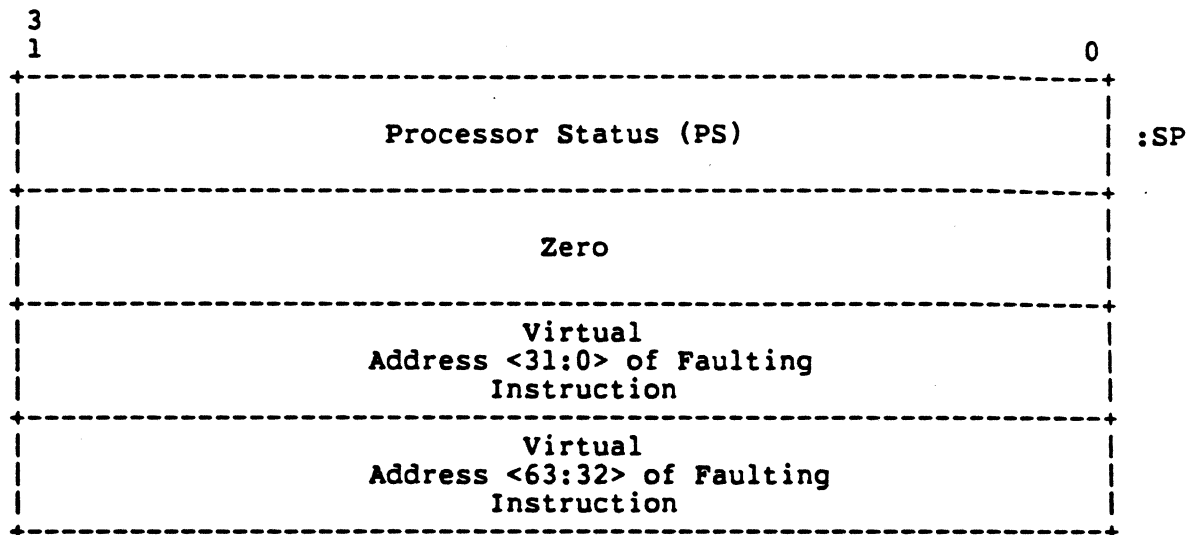 3
1 0
Processor Status (PS) :SP
Zero
Virtual
Address <31:0> of Faulting
Instruction
Virtual
Address <63:32> of Faulting
Instruction